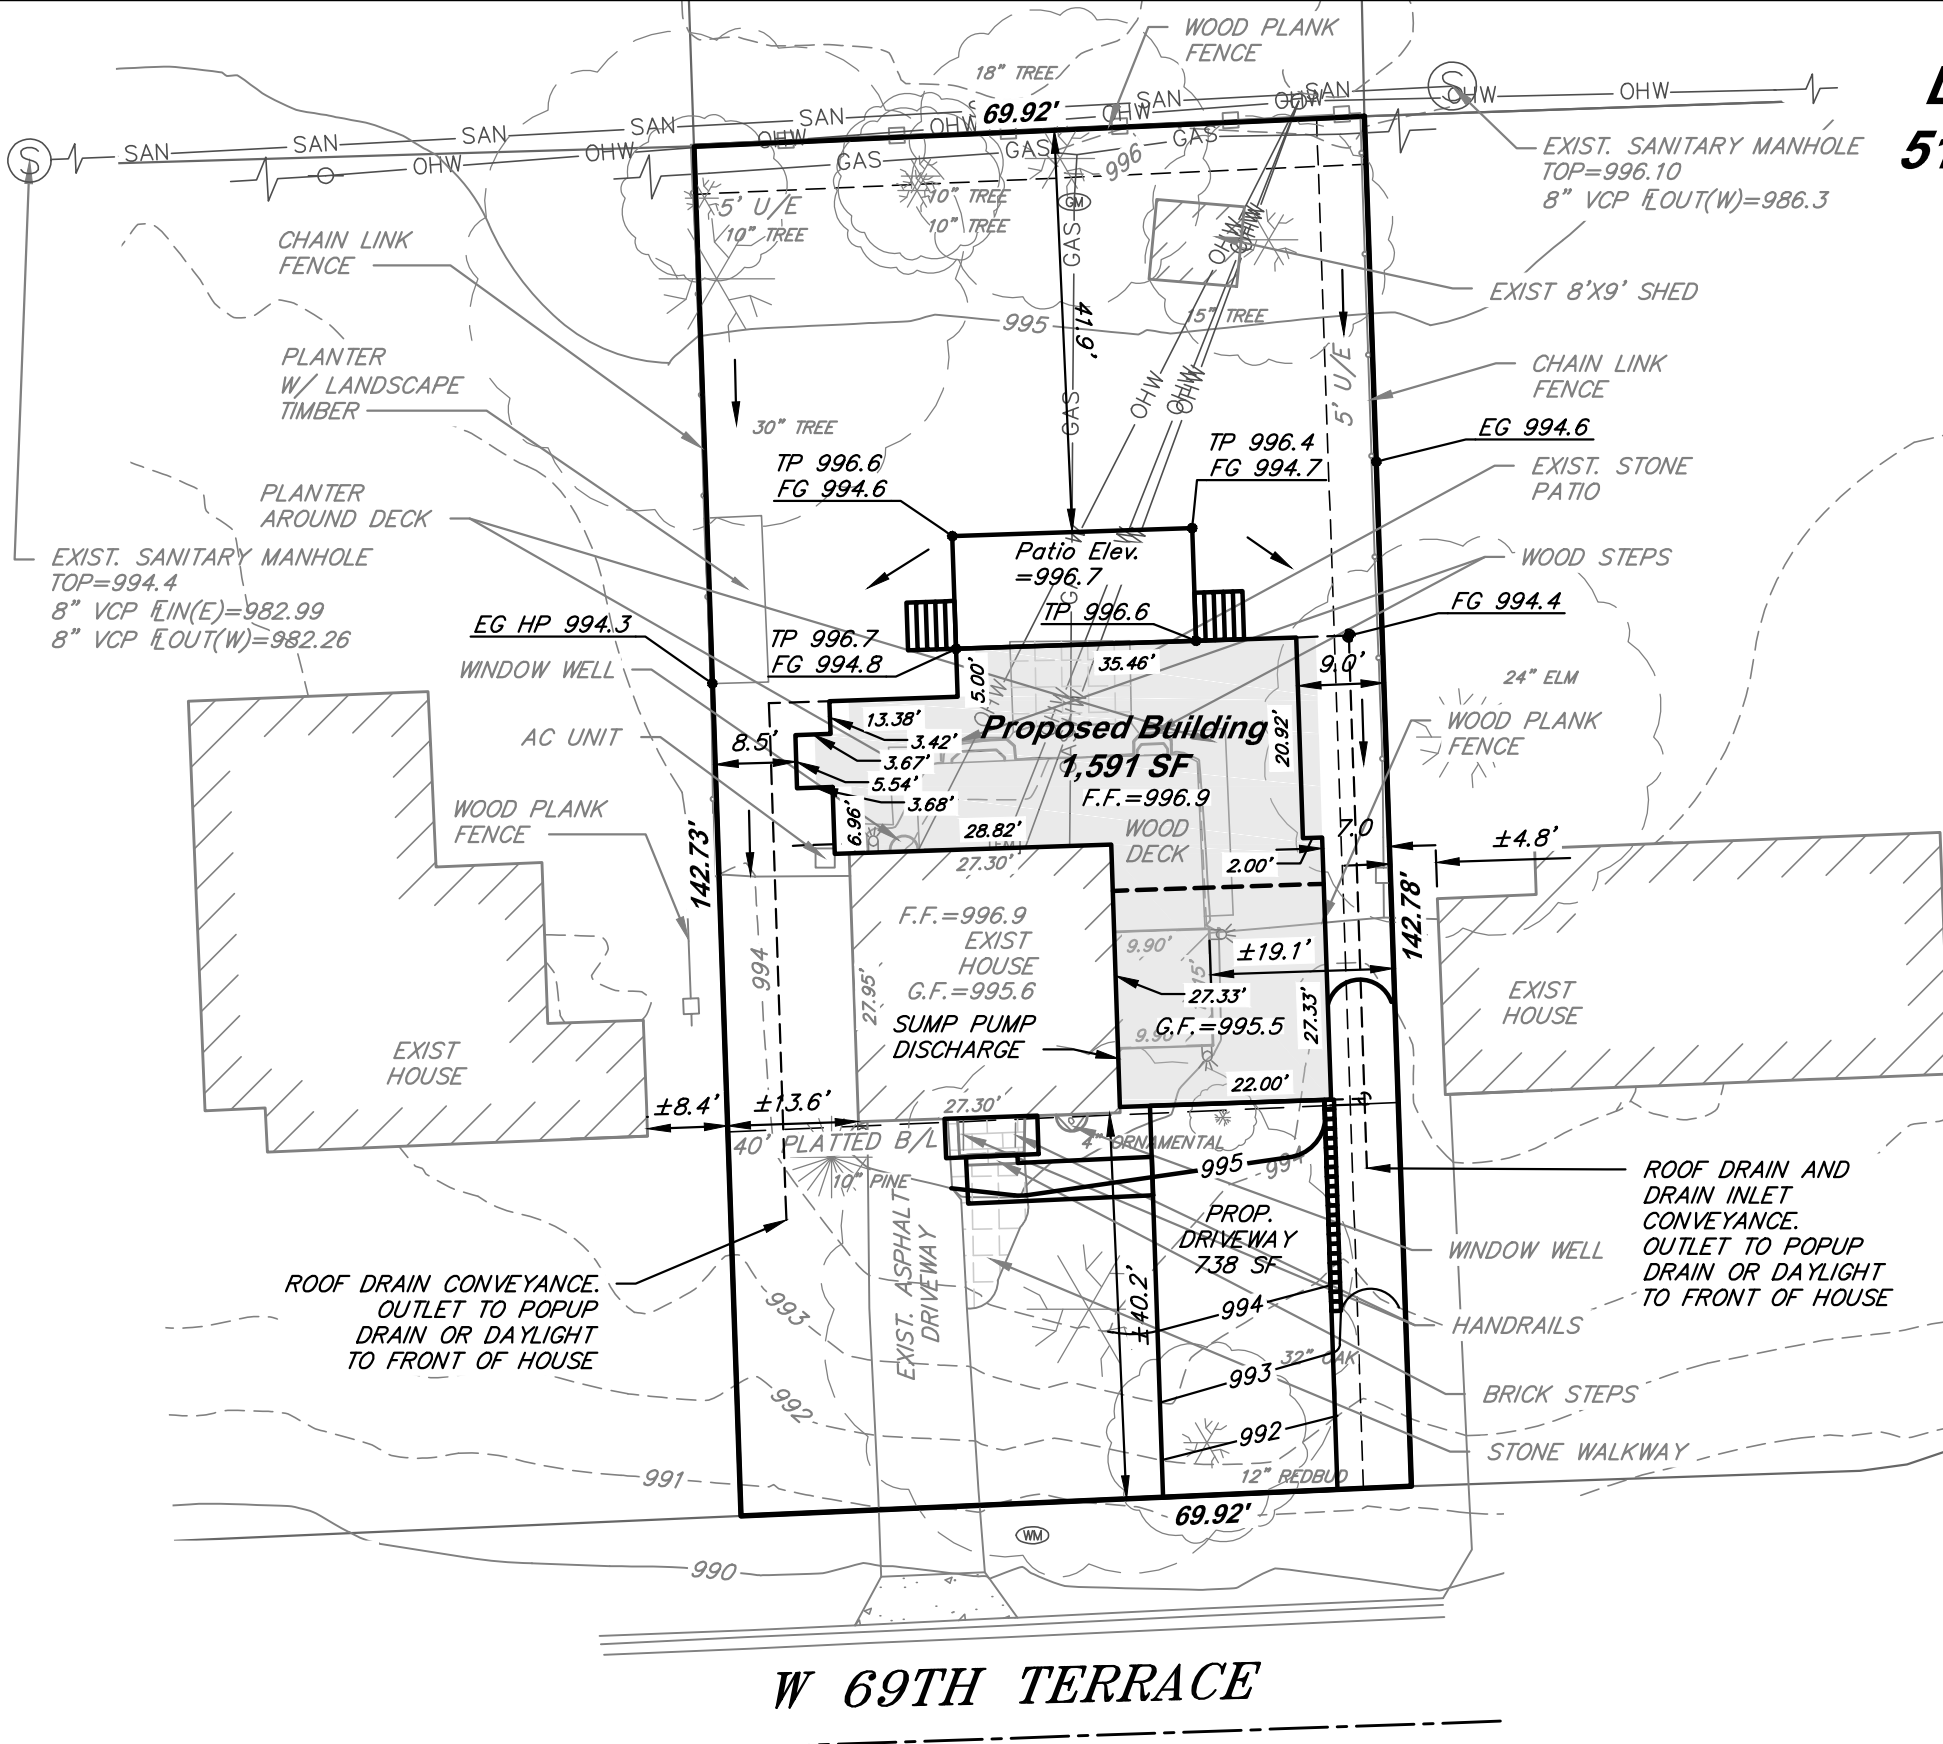 WOOD PLANK
FENCE
18" TREE
69.92'
SAN
SAN
SAN
SAN
SAN
SAN
SAN
OHW
OHW
OHW
OHW
OHW
OHW
OHW
OHW
GAS
GAS
GAS
996
S
S
51
EXIST. SANITARY MANHOLE
TOP=996.10
8" VCP FLOUT(W)=986.3
5' U/E
10" TREE
10" TREE
10" TREE
GM
GAS
GAS
OHW
OHW
OHW
OHW
OHW
CHAIN LINK
FENCE
EXIST 8'X9' SHED
15" TREE
995
41.9'
5' U/E
PLANTER
W/ LANDSCAPE
TIMBER
CHAIN LINK
FENCE
30" TREE
EG 994.6
TP 996.6
FG 994.6
TP 996.4
FG 994.7
EXIST. STONE
PATIO
PLANTER
AROUND DECK
EXIST. SANITARY MANHOLE
TOP=994.4
8" VCP FLIN(E)=982.99
8" VCP FLOUT(W)=982.26
Patio Elev.
=996.7
WOOD STEPS
TP 996.6
FG 994.4
EG HP 994.3
TP 996.7
FG 994.8
WINDOW WELL
35.46'
5.00'
9.0'
24" ELM
AC UNIT
8.5'
13.38'
3.42'
3.67'
5.54'
3.68'
6.96'
Proposed Building
1,591 SF
F.F.=996.9
20.92'
WOOD PLANK
FENCE
WOOD PLANK
FENCE
28.82'
27.30'
WOOD
DECK
7.0
2.00'
±4.8'
142.73'
142.78'
994
F.F.=996.9
EXIST
HOUSE
G.F.=995.6
27.95'
SUMP PUMP
DISCHARGE
9.90'
±19.1'
27.33'
G.F.=995.5
27.33'
9.90'
22.00'
EXIST
HOUSE
EXIST
HOUSE
±8.4'
±13.6'
27.30'
40' PLATTED B/L
4" ORNAMENTAL
10" PINE
995
994
EXIST. ASPHALT
DRIVEWAY
PROP.
DRIVEWAY
738 SF
±40.2'
ROOF DRAIN AND
DRAIN INLET
CONVEYANCE.
OUTLET TO POPUP
DRAIN OR DAYLIGHT
TO FRONT OF HOUSE
WINDOW WELL
ROOF DRAIN CONVEYANCE.
OUTLET TO POPUP
DRAIN OR DAYLIGHT
TO FRONT OF HOUSE
993
994
HANDRAILS
993
32" OAK
992
BRICK STEPS
992
STONE WALKWAY
991
12" REDBUD
69.92'
WM
990
W 69TH TERRACE